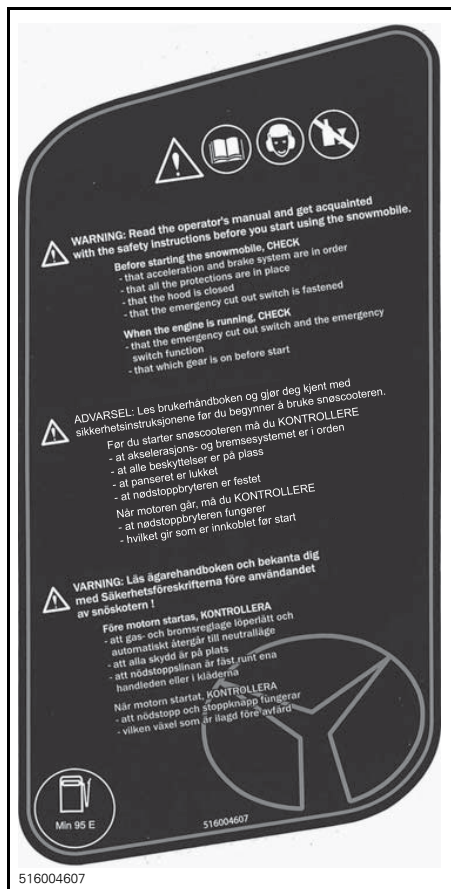 WARNING: Read the operator's manual and get acquainted
with the safety instructions before you start using the snowmobile.
Before starting the snowmobile, CHECK
- that acceleration and brake system are in order
- that all the protections are in place
- that the hood is closed
- that the emergency cut out switch is fastened
When the engine is running, CHECK
- that the emergency cut out switch and the emergency
switch function
- that which gear is on before start
ADVARSEL: Les brukerhåndboken og gjør deg kjent med
sikkerhetsinstruksjonene før du begynner å bruke snøscooteren.
Før du starter snøscooteren må du KONTROLLERE
- at akselerasjons- og bremsesystemet er i orden
- at alle beskyttelser er på plass
- at panseret er lukket
- at nødstoppbryteren er festet
Når motoren går, må du KONTROLLERE
- at nødstoppbryteren fungerer
- hvilket gir som er innkoblet før start
VARNING: Läs ägarehandboken och bekanta dig
med Säkerhetsföreskrifterna före användandet
av snöskotern !
Före motorn startas, KONTROLLERA
- att gas- och bromsreglage löperlätt och
automatiskt återgår till neutralläge
- att alla skydd är på plats
- att nödstoppslinan är fäst runt ena
handleden eller i kläderna
När motorn startat, KONTROLLERA
- att nödstopp och stoppknapp fungerar
- vilken växel som är ilagd före avfärd
Min 95 E
516004607
516004607